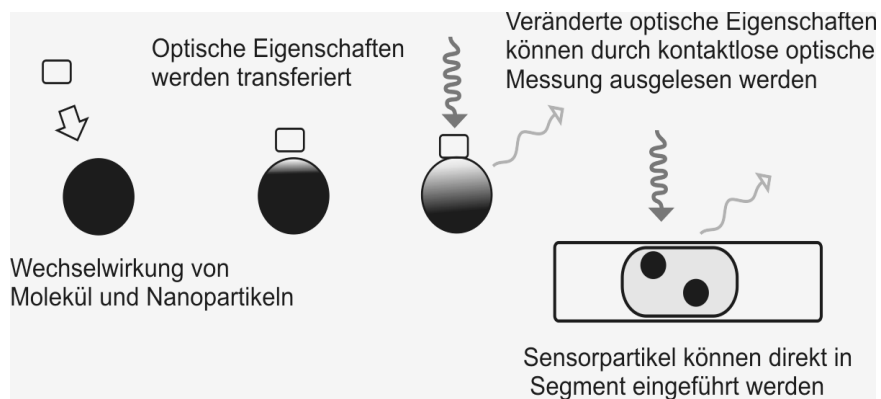 Optische Eigenschaften
werden transferiert
Veränderte optische Eigenschaften
können durch kontaktlose optische
Messung ausgelesen werden
Wechselwirkung von
Molekül und Nanopartikeln
Sensorpartikel können direkt in
Segment eingeführt werden